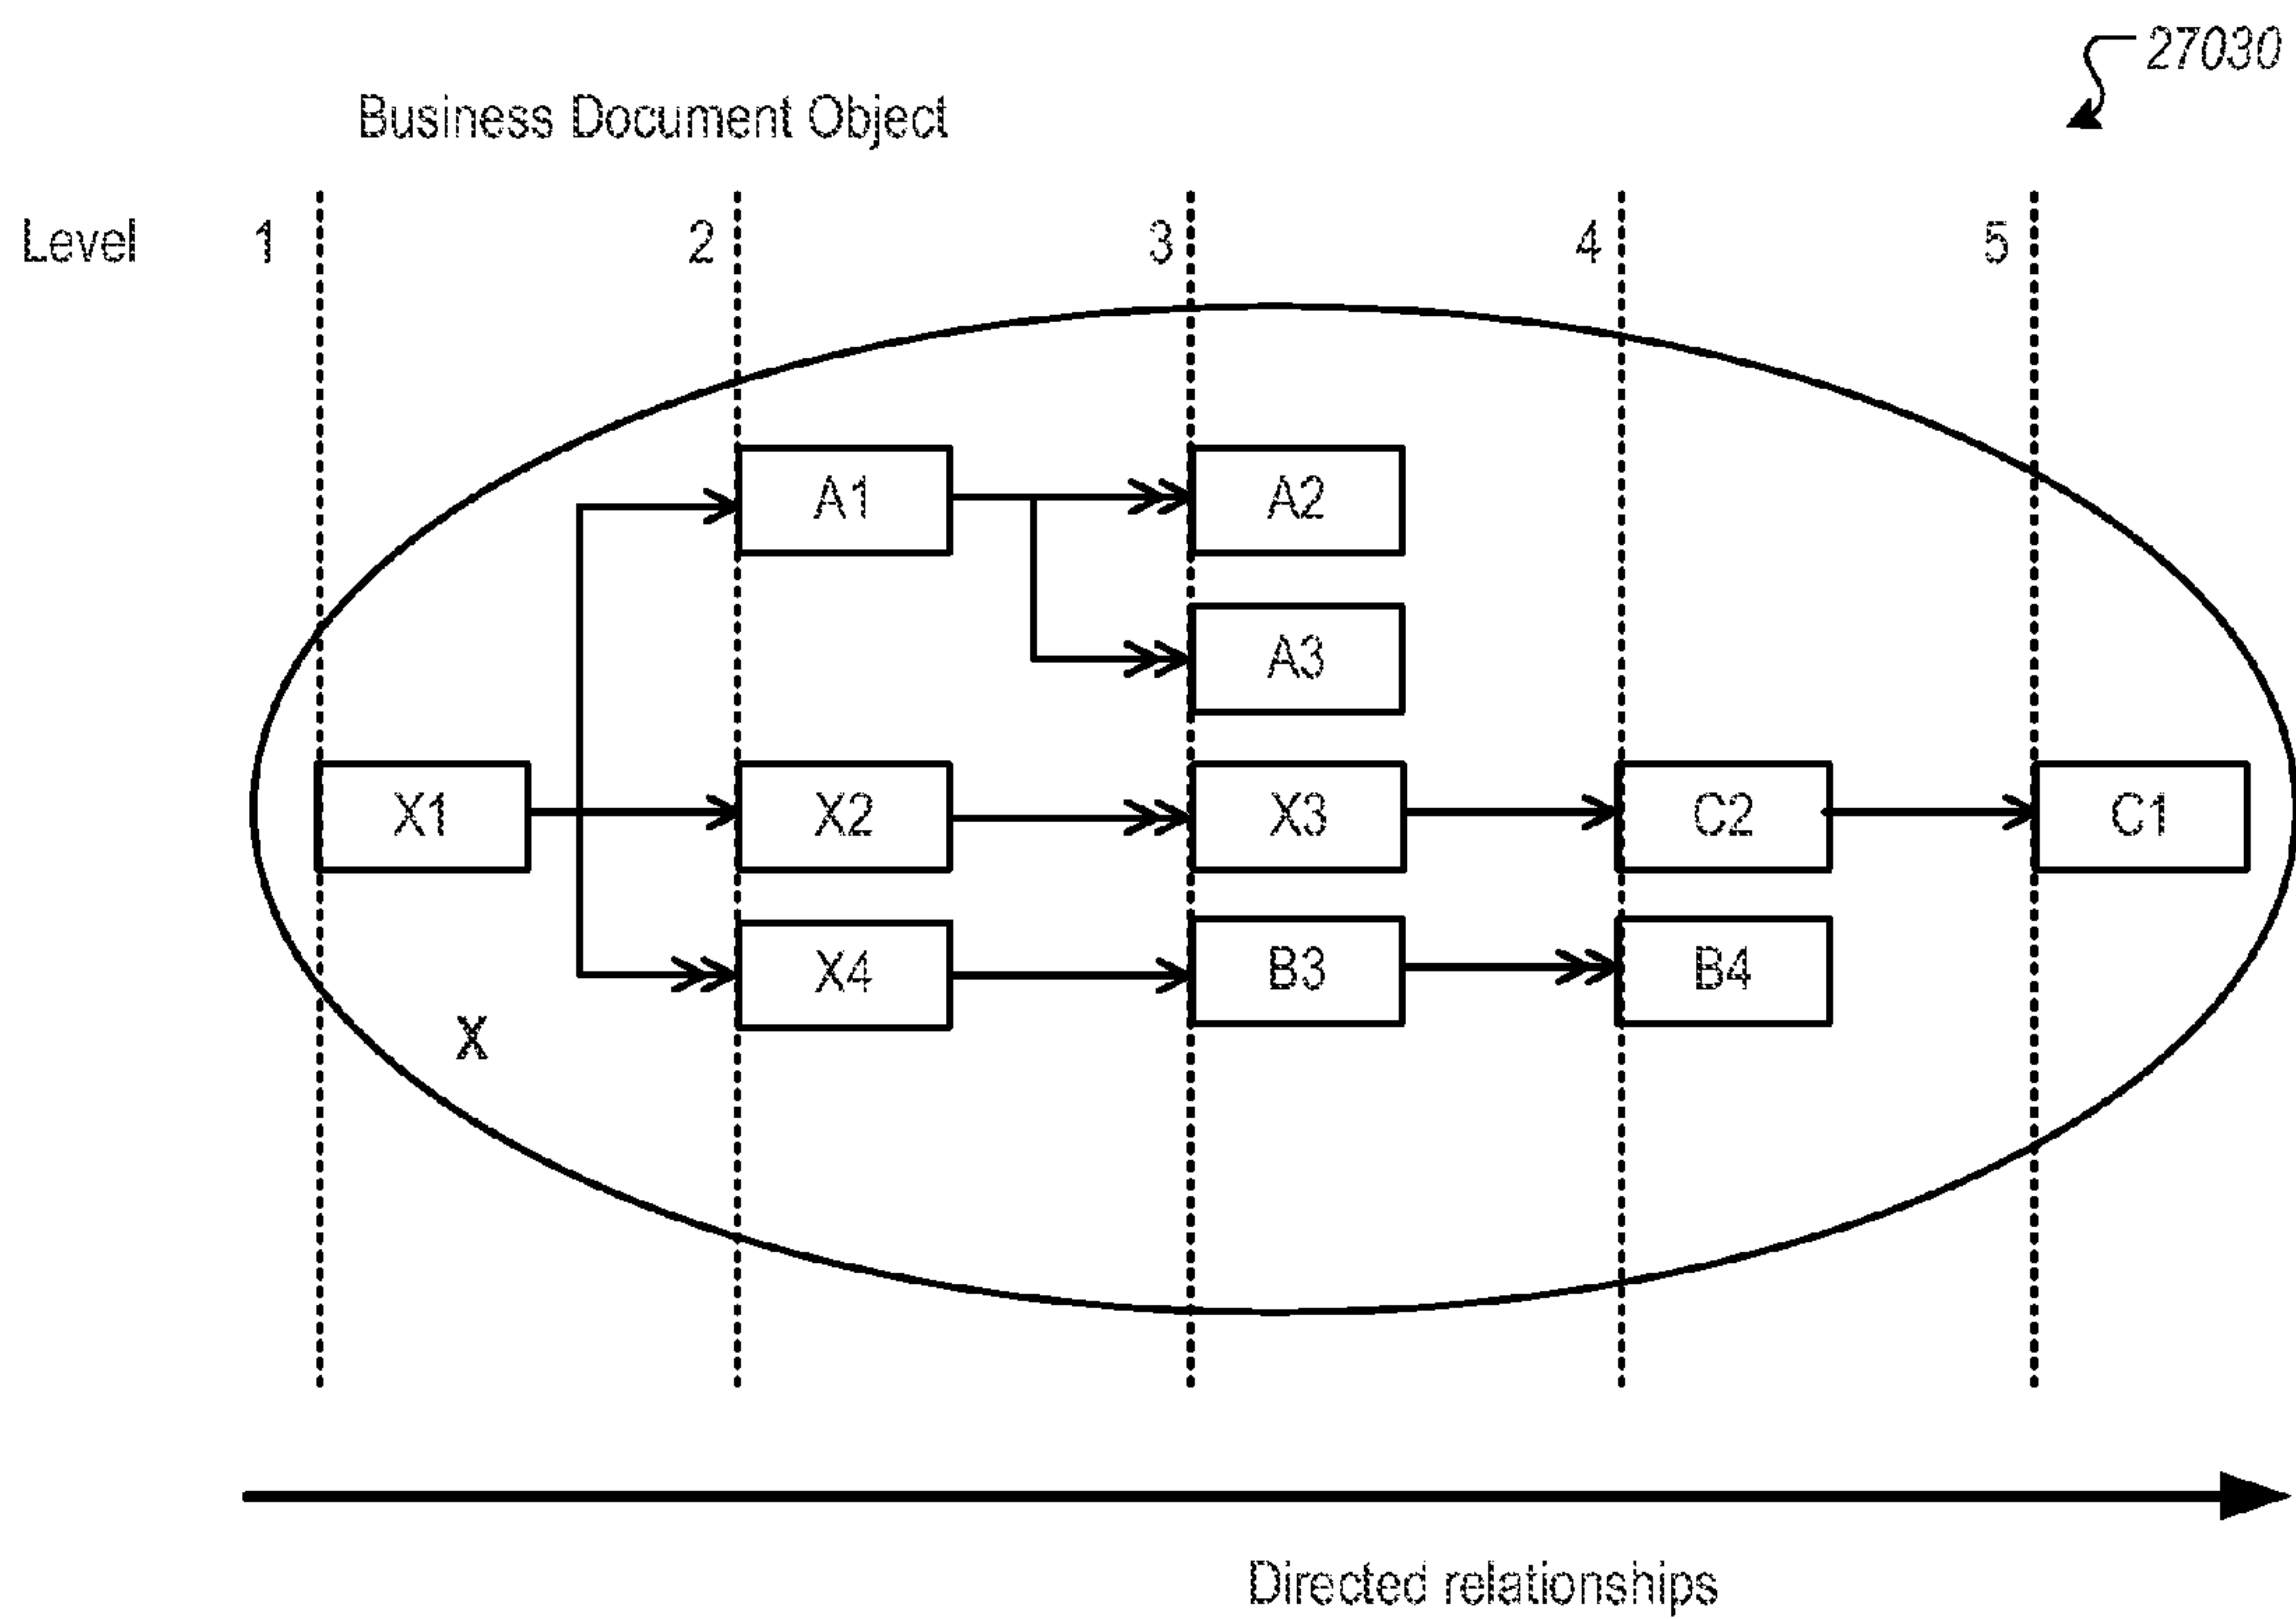 27030
Business Document Object
Level 1 2 3 4 5
A1 A2
A3
X1 X2 X3 C2 C1
X4 B3 B4
X
Directed relationships